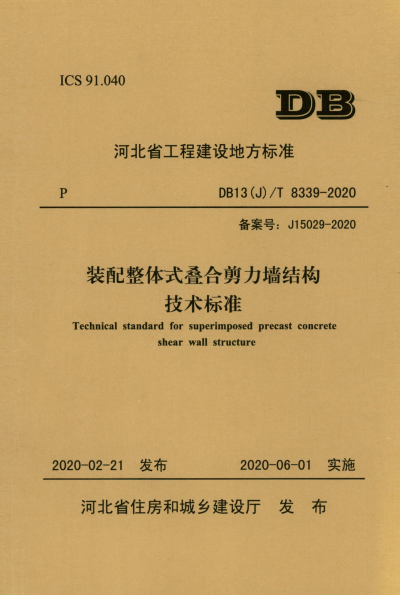 ICS 91.040
DB
河北省工程建设地方标准
P DB13(J)/T 8339-2020
备案号：J15029-2020
装配整体式叠合剪力墙结构
技术标准
Technical standard for superimposed precast concrete
shear wall structure
2020-02-21 发布 2020-06-01 实施
河北省住房和城乡建设厅 发 布